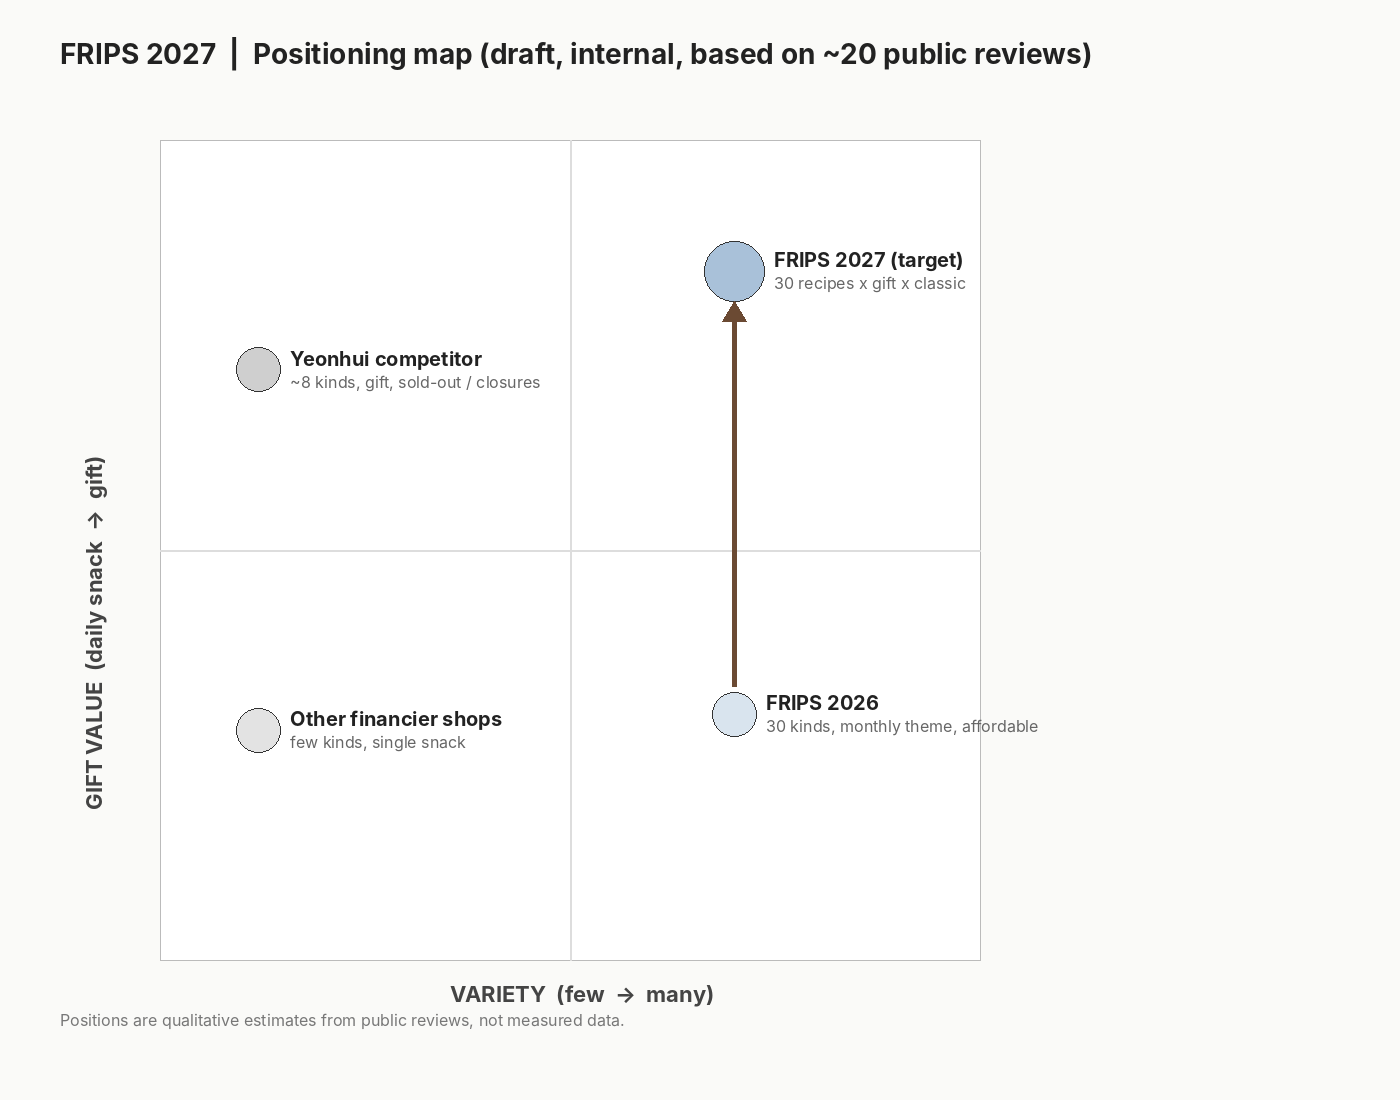 FRIPS 2027 | Positioning map (draft, internal, based on ~20 public reviews)
FRIPS 2027 (target)
30 recipes x gift x classic
Yeonhui competitor
~8 kinds, gift, sold-out / closures
GIFT VALUE (daily snack → gift)
FRIPS 2026
30 kinds, monthly theme, affordable
Other financier shops
few kinds, single snack
VARIETY (few → many)
Positions are qualitative estimates from public reviews, not measured data.